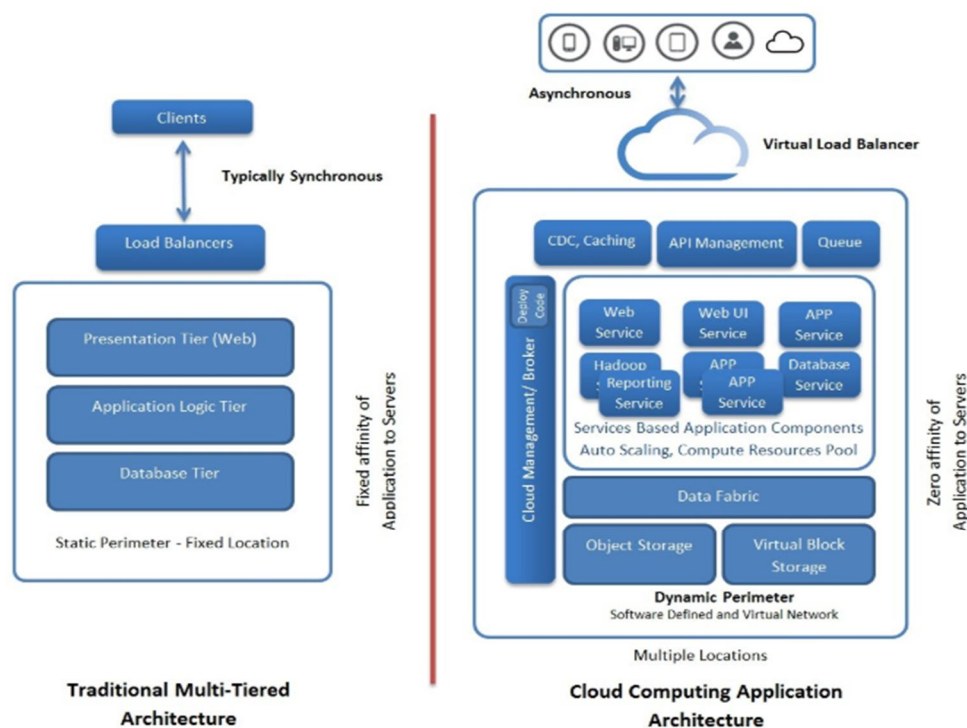 Clients
Typically Synchronous
Load Balancers
Presentation Tier (Web)
Application Logic Tier
Database Tier
Static Perimeter - Fixed Location
Fixed affinity of
Application to Servers
Traditional Multi-Tiered
Architecture
Asynchronous
Virtual Load Balancer
CDC, Caching
API Management
Queue
Deploy
Code
Cloud Management/ Broker
Web
Service
Web UI
Service
APP
Service
Hadoop
Reporting
Service
APP
APP
Service
Database
Service
Services Based Application Components
Auto Scaling, Compute Resources Pool
Data Fabric
Object Storage
Virtual Block
Storage
Dynamic Perimeter
Software Defined and Virtual Network
Zero affinity of
Application to Servers
Multiple Locations
Cloud Computing Application
Architecture